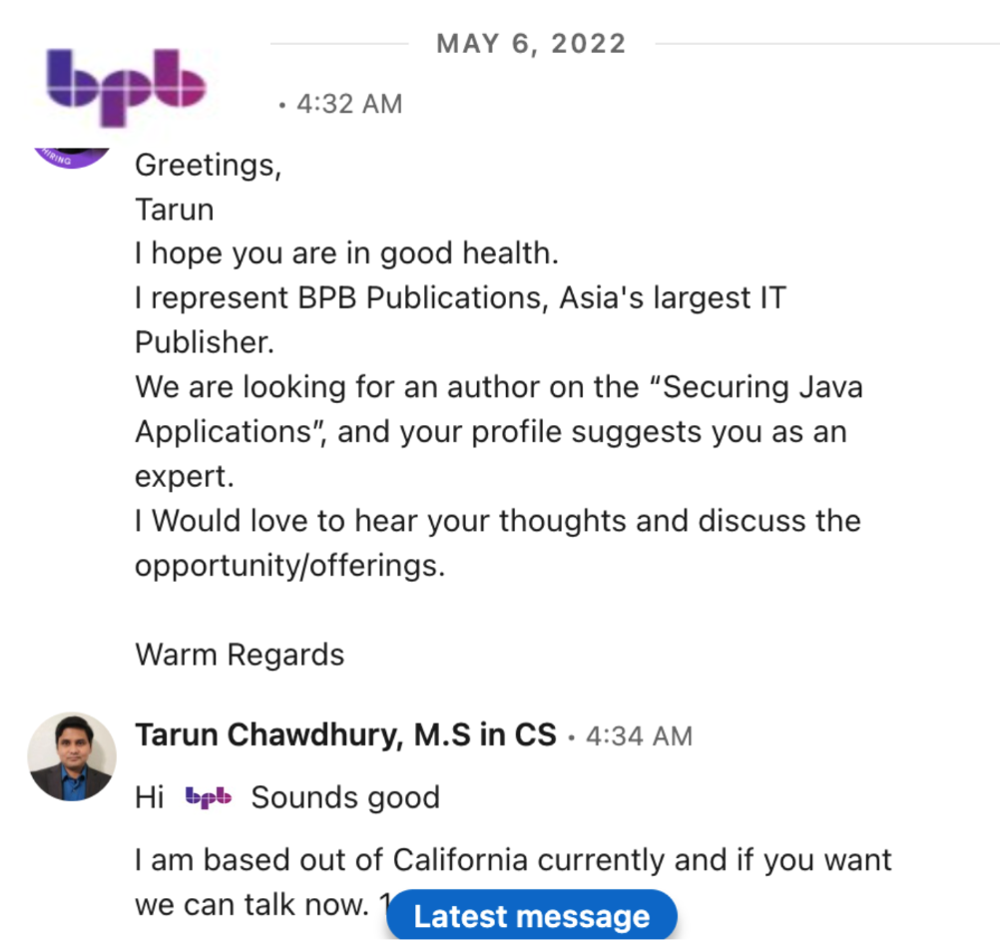 MAY 6, 2022
bpb
• 4:32 AM
HIRING
Greetings,
Tarun
I hope you are in good health.
I represent BPB Publications, Asia's largest IT
Publisher.
We are looking for an author on the “Securing Java
Applications”, and your profile suggests you as an
expert.
I Would love to hear your thoughts and discuss the
opportunity/offerings.
Warm Regards
Tarun Chawdhury, M.S in CS • 4:34 AM
Hi bpb Sounds good
I am based out of California currently and if you want
we can talk now. 1
Latest message